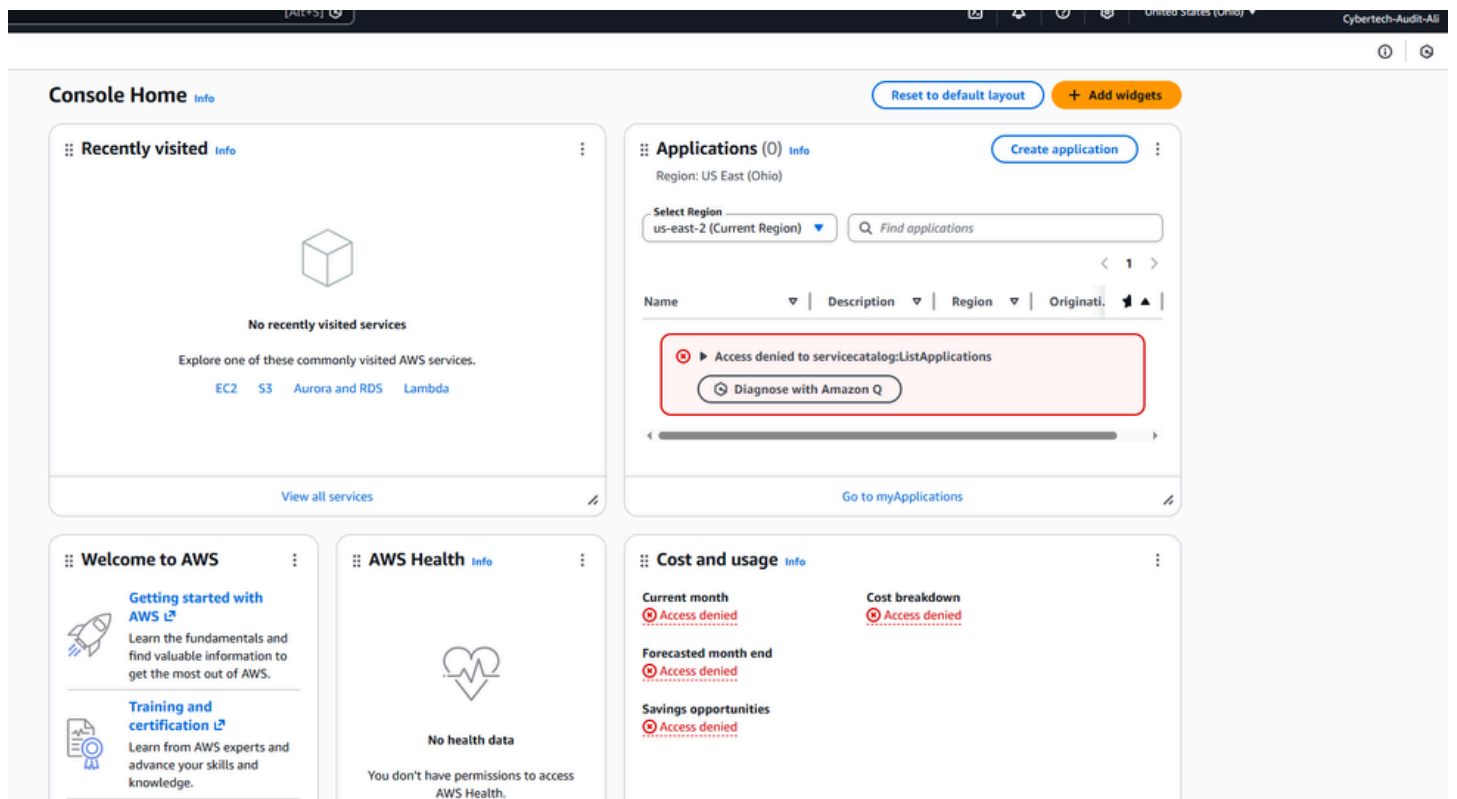 [Alt+S]
United States (Ohio)
Cybertech-Audit-Ali
Console Home Info
Reset to default layout
+ Add widgets
Recently visited Info
No recently visited services
Explore one of these commonly visited AWS services.
EC2 S3 Aurora and RDS Lambda
View all services
Applications (0) Info
Create application
Region: US East (Ohio)
Select Region
us-east-2 (Current Region)
Find applications
1
Name Description Region Originati.
Access denied to servicecatalog:ListApplications
Diagnose with Amazon Q
Go to myApplications
Welcome to AWS
Getting started with
AWS
Learn the fundamentals and
find valuable information to
get the most out of AWS.
Training and
certification
Learn from AWS experts and
advance your skills and
knowledge.
AWS Health Info
No health data
You don't have permissions to access
AWS Health.
Cost and usage Info
Current month
Access denied
Cost breakdown
Access denied
Forecasted month end
Access denied
Savings opportunities
Access denied